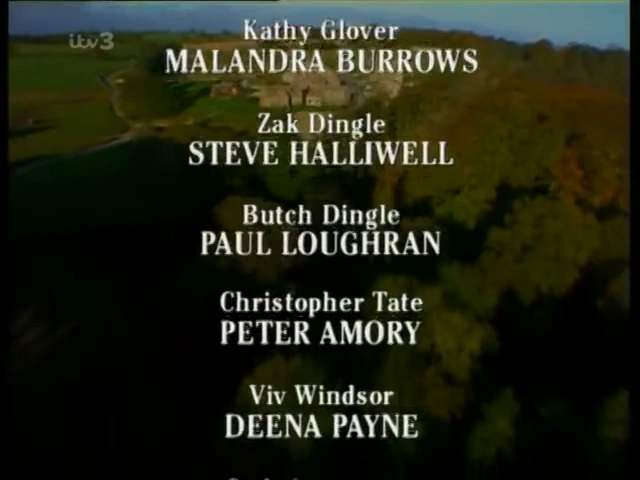 itv3
Kathy Glover
MALANDRA BURROWS
Zak Dingle
STEVE HALLIWELL
Butch Dingle
PAUL LOUGHRAN
Christopher Tate
PETER AMORY
Viv Windsor
DEENA PAYNE